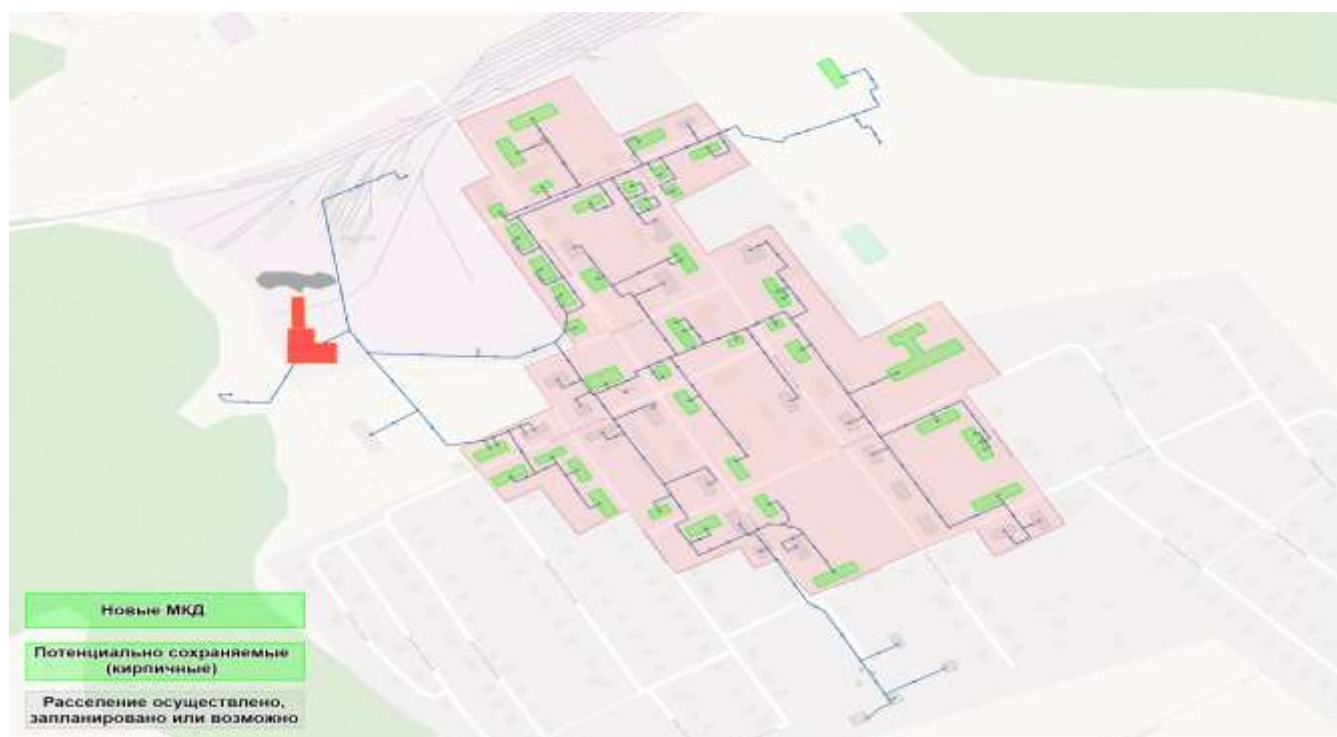 Новые МКД
Потенциально сохраняемые
(кирпичные)
Расселение осуществлено,
запланировано или возможно